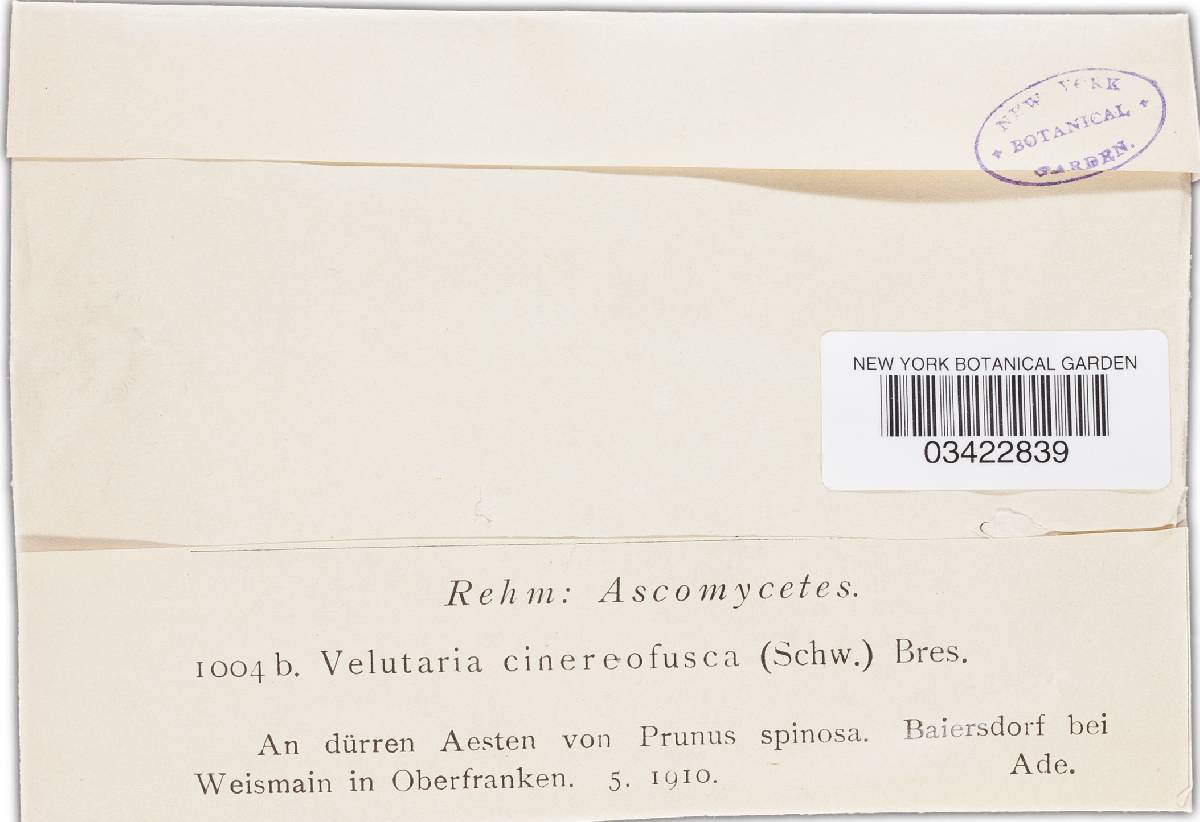 NEW YORK
BOTANICAL
GARDEN.
NEW YORK BOTANICAL GARDEN
03422839
Rehm: Ascomycetes.
1004 b. Velutaria cinereofusca (Schw.) Bres.
An dürren Aesten von Prunus spinosa. Baiersdorf bei
Weismain in Oberfranken. 5. 1910. Ade.